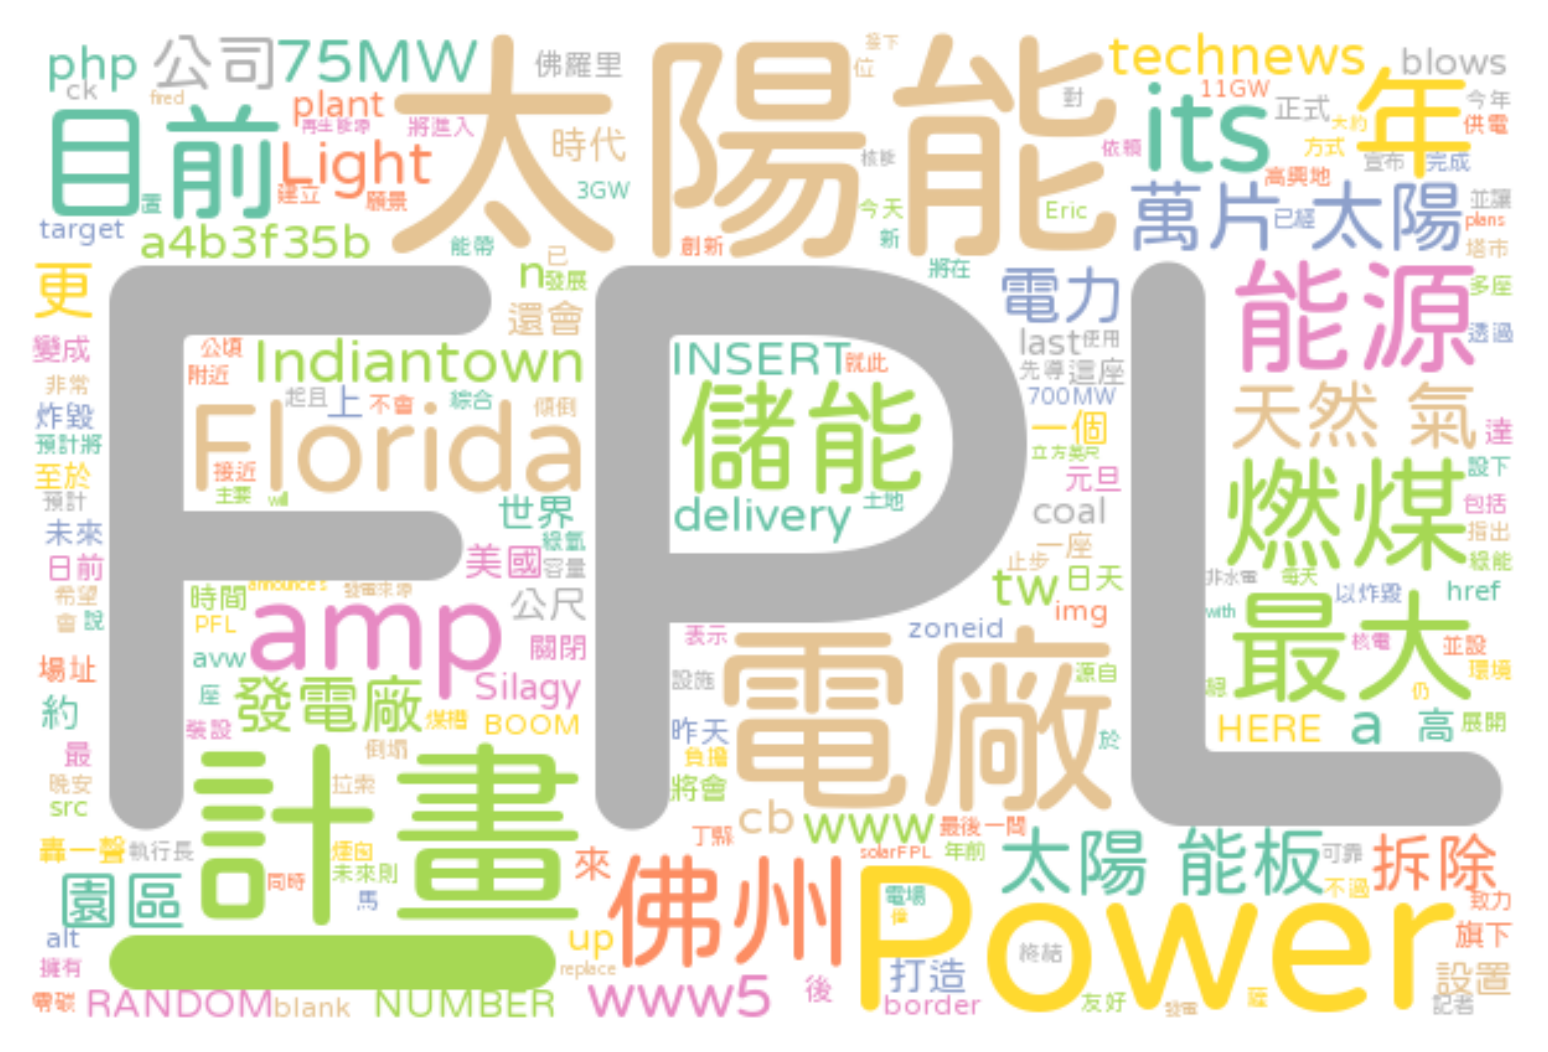 php
公司
75MW
太陽能
佛羅里
接下
位
technews
blows
ck
fired
plant
再生能源
將進入
時代
對
its
11GW
正式
大約
年
今年
供電
目前
Light
建立
願景
3GW
核能
依賴
方式
宣布
完成
高興地
置
target
a4b3f35b
能帶
創新
今天
新
Eric
萬片
已經
太陽
並讓
plans
塔市
更
n
已
發展
將在
還會
電力
能源
多座
透過
變成
公頃
附近
Indiantown
INSERT
就此
last
使用
先導
這座
非常
起且
上
不會
綜合
傾倒
700MW
天然 氣
炸毀
預計將
Florida
儲能
一個
立方英尺
達
至於
接近
主要
will
元旦
燃煤
設下
預計
世界
delivery
土地
coal
包括
未來
綠氫
一座
指出
日前
美國
容量
止步
tw
日天
非水電
每天
綠能
希望
announces
發電來源
時間
PFL
amp
公尺
img
with
以炸毀
href
會
說
關閉
表示
zoneid
最大
核電
並設
場址
avw
Silagy
設施
電廠
源自
總
仍
環境
約
座
發電廠
裝設
煤槽
BOOM
昨天
於
HERE
a
高
展開
最
計畫
倒塌
負擔
晚安
拉索
將會
src
cb
www
最後一問
丁縣
轟一聲
執行長
煙囪
未來則
來
佛州
solarFPL
年前
太陽 能板
可靠
拆除
園區
同時
馬
電場
偉
不過
致力
alt
up
Power
終結
旗下
擁有
replace
打造
設置
零碳
RANDOM
blank
NUMBER
www5
後
border
友好
發電
薩
記者
FPL